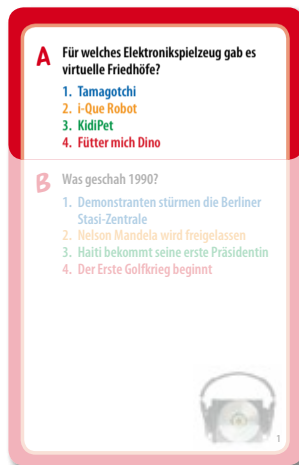 A Für welches Elektronikspielzeug gab es
virtuelle Friedhöfe?
1. Tamagotchi
2. i-Que Robot
3. KidiPet
4. Fütter mich Dino
B Was geschah 1990?
1. Demonstranten stürmen die Berliner
Stasi-Zentrale
2. Nelson Mandela wird freigelassen
3. Haiti bekommt seine erste Präsidentin
4. Der Erste Golfkrieg beginnt
1